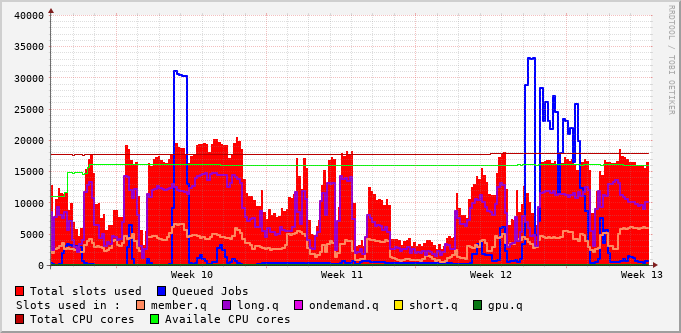 40000
35000
30000
25000
20000
15000
10000
5000
0
Week 10 Week 11 Week 12 Week 13
RRDTOOL / TOBI OETIKER
Total slots used Queued Jobs
Slots used in : member.q long.q ondemand.q short.q gpu.q
Total CPU cores Availale CPU cores